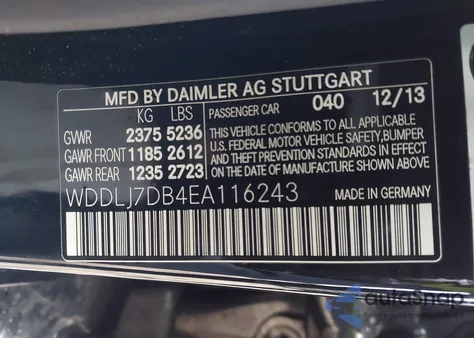 MFD BY DAIMLER AG STUTTGART
KG LBS
PASSENGER CAR 040 12/13
GVWR 2375 5236
GAWR FRONT 1185 2612
GAWR REAR 1235 2723
THIS VEHICLE CONFORMS TO ALL APPLICABLE
U.S. FEDERAL MOTOR VEHICLE SAFETY, BUMPER
AND THEFT PREVENTION STANDARDS IN EFFECT
ON THE DATE OF MANUFACTURE SHOWN ABOVE
WDDLJ7DB4EA116243
MADE IN GERMANY
autoSnap